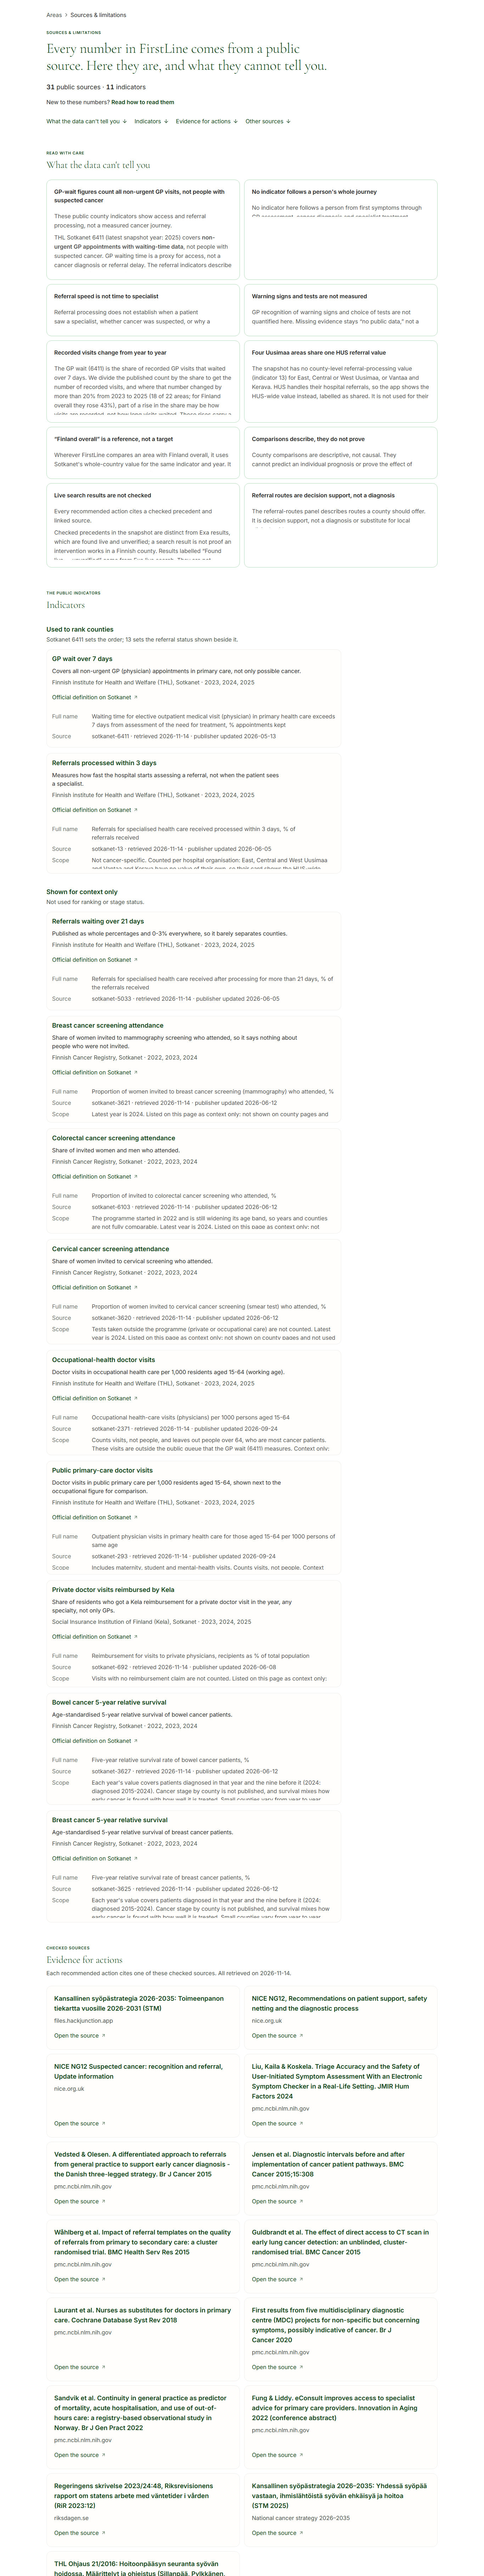 Areas › Sources & limitations
SOURCES & LIMITATIONS
Every number in FirstLine comes from a public
source. Here they are, and what they cannot tell you.
31 public sources · 11 indicators
New to these numbers? Read how to read them
What the data can't tell you ↓ Indicators ↓ Evidence for actions ↓ Other sources ↓
READ WITH CARE
What the data can't tell you
GP-wait figures count all non-urgent GP visits, not people with
suspected cancer
These public county indicators show access and referral
processing, not a measured cancer journey.
THL Sotkanet 6411 (latest snapshot year: 2025) covers non-
urgent GP appointments with waiting-time data, not people with
suspected cancer. GP waiting time is a proxy for access, not a
cancer diagnosis or referral delay. The referral indicators describe
No indicator follows a person's whole journey
No indicator here follows a person from first symptoms through
Referral speed is not time to specialist
Referral processing does not establish when a patient
saw a specialist, whether cancer was suspected, or why a
Warning signs and tests are not measured
GP recognition of warning signs and choice of tests are not
quantified here. Missing evidence stays "no public data," not a
Recorded visits change from year to year
The GP wait (6411) is the share of recorded GP visits that waited
over 7 days. We divide the published count by the share to get the
number of recorded visits, and where that number changed by
more than 20% from 2023 to 2025 (18 of 22 areas; for Finland
overall they rose 43%), part of a rise in the share may be how
Four Uusimaa areas share one HUS referral value
The snapshot has no county-level referral-processing value
(indicator 13) for East, Central or West Uusimaa, or Vantaa and
Kerava. HUS handles their hospital referrals, so the app shows the
HUS-wide value instead, labelled as shared. It is not used for their
"Finland overall" is a reference, not a target
Wherever FirstLine compares an area with Finland overall, it uses
Sotkanet's whole-country value for the same indicator and year. It
Comparisons describe, they do not prove
County comparisons are descriptive, not causal. They
cannot predict an individual prognosis or prove the effect of
Live search results are not checked
Every recommended action cites a checked precedent and
linked source.
Checked precedents in the snapshot are distinct from Exa results,
which are found live and unverified; a search result is not proof an
intervention works in a Finnish county. Results labelled "Found
Referral routes are decision support, not a diagnosis
The referral-routes panel describes routes a county should offer.
It is decision support, not a diagnosis or substitute for local
THE PUBLIC INDICATORS
Indicators
Used to rank counties
Sotkanet 6411 sets the order; 13 sets the referral status shown beside it.
GP wait over 7 days
Covers all non-urgent GP (physician) appointments in primary care, not only possible cancer.
Finnish Institute for Health and Welfare (THL), Sotkanet · 2023, 2024, 2025
Official definition on Sotkanet ↗
Full name Waiting time for elective outpatient medical visit (physician) in primary health care exceeds
7 days from assessment of the need for treatment, % appointments kept
Source sotkanet-6411 · retrieved 2026-11-14 · publisher updated 2026-05-13
Referrals processed within 3 days
Measures how fast the hospital starts assessing a referral, not when the patient sees
a specialist.
Finnish Institute for Health and Welfare (THL), Sotkanet · 2023, 2024, 2025
Official definition on Sotkanet ↗
Full name Referrals for specialised health care received processed within 3 days, % of
referrals received
Source sotkanet-13 · retrieved 2026-11-14 · publisher updated 2026-06-05
Scope Not cancer-specific. Counted per hospital organisation: East, Central and West Uusimaa
Shown for context only
Not used for ranking or stage status.
Referrals waiting over 21 days
Published as whole percentages and 0-3% everywhere, so it barely separates counties.
Finnish Institute for Health and Welfare (THL), Sotkanet · 2023, 2024, 2025
Official definition on Sotkanet ↗
Full name Referrals for specialised health care received after processing for more than 21 days, % of
the referrals received
Source sotkanet-5033 · retrieved 2026-11-14 · publisher updated 2026-06-05
Breast cancer screening attendance
Share of women invited to mammography screening who attended, so it says nothing about
people who were not invited.
Finnish Cancer Registry, Sotkanet · 2022, 2023, 2024
Official definition on Sotkanet ↗
Full name Proportion of women invited to breast cancer screening (mammography) who attended, %
Source sotkanet-3621 · retrieved 2026-11-14 · publisher updated 2026-06-12
Scope Latest year is 2024. Listed on this page as context only: not shown on county pages and
Colorectal cancer screening attendance
Share of invited women and men who attended.
Finnish Cancer Registry, Sotkanet · 2022, 2023, 2024
Official definition on Sotkanet ↗
Full name Proportion of invited to colorectal cancer screening who attended, %
Source sotkanet-6103 · retrieved 2026-11-14 · publisher updated 2026-06-12
Scope The programme started in 2022 and is still widening its age band, so years and counties
are not fully comparable. Latest year is 2024. Listed on this page as context only: not
Cervical cancer screening attendance
Share of women invited to cervical screening who attended.
Finnish Cancer Registry, Sotkanet · 2022, 2023, 2024
Official definition on Sotkanet ↗
Full name Proportion of women invited to cervical cancer screening (smear test) who attended, %
Source sotkanet-3620 · retrieved 2026-11-14 · publisher updated 2026-06-12
Scope Tests taken outside the programme (private or occupational care) are not counted. Latest
year is 2024. Listed on this page as context only: not shown on county pages and not used
Occupational-health doctor visits
Doctor visits in occupational health care per 1,000 residents aged 15-64 (working age).
Finnish Institute for Health and Welfare (THL), Sotkanet · 2023, 2024, 2025
Official definition on Sotkanet ↗
Full name Occupational health-care visits (physicians) per 1000 persons aged 15-64
Source sotkanet-2371 · retrieved 2026-11-14 · publisher updated 2026-09-24
Scope Counts visits, not people, and leaves out people over 64, who are most cancer patients.
These visits are outside the public queue that the GP wait (6411) measures. Context only:
Public primary-care doctor visits
Doctor visits in public primary care per 1,000 residents aged 15-64, shown next to the
occupational figure for comparison.
Finnish Institute for Health and Welfare (THL), Sotkanet · 2023, 2024, 2025
Official definition on Sotkanet ↗
Full name Outpatient physician visits in primary health care for those aged 15-64 per 1000 persons of
same age
Source sotkanet-293 · retrieved 2026-11-14 · publisher updated 2026-09-24
Scope Includes maternity, student and mental-health visits. Counts visits, not people. Context
Private doctor visits reimbursed by Kela
Share of residents who got a Kela reimbursement for a private doctor visit in the year, any
specialty, not only GPs.
Social Insurance Institution of Finland (Kela), Sotkanet · 2023, 2024, 2025
Official definition on Sotkanet ↗
Full name Reimbursement for visits to private physicians, recipients as % of total population
Source sotkanet-692 · retrieved 2026-11-14 · publisher updated 2026-06-08
Scope Visits with no reimbursement claim are not counted. Listed on this page as context only:
Bowel cancer 5-year relative survival
Age-standardised 5-year relative survival of bowel cancer patients.
Finnish Cancer Registry, Sotkanet · 2022, 2023, 2024
Official definition on Sotkanet ↗
Full name Five-year relative survival rate of bowel cancer patients, %
Source sotkanet-3627 · retrieved 2026-11-14 · publisher updated 2026-06-12
Scope Each year's value covers patients diagnosed in that year and the nine before it (2024:
diagnosed 2015-2024). Cancer stage by county is not published, and survival mixes how
early cancer is found with how well it is treated. Small counties vary from year to year.
Breast cancer 5-year relative survival
Age-standardised 5-year relative survival of breast cancer patients.
Finnish Cancer Registry, Sotkanet · 2022, 2023, 2024
Official definition on Sotkanet ↗
Full name Five-year relative survival rate of breast cancer patients, %
Source sotkanet-3625 · retrieved 2026-11-14 · publisher updated 2026-06-12
Scope Each year's value covers patients diagnosed in that year and the nine before it (2024:
diagnosed 2015-2024). Cancer stage by county is not published, and survival mixes how
early cancer is found with how well it is treated. Small counties vary from year to year.
CHECKED SOURCES
Evidence for actions
Each recommended action cites one of these checked sources. All retrieved on 2026-11-14.
Kansallinen syöpästrategia 2026-2035: Toimeenpanon
tiekartta vuosille 2026-2031 (STM)
files.hackjunction.app
Open the source ↗
NICE NG12, Recommendations on patient support, safety
netting and the diagnostic process
nice.org.uk
Open the source ↗
NICE NG12 Suspected cancer: recognition and referral,
Update information
nice.org.uk
Open the source ↗
Liu, Kaila & Koskela. Triage Accuracy and the Safety of
User-Initiated Symptom Assessment With an Electronic
Symptom Checker in a Real-Life Setting. JMIR Hum
Factors 2024
pmc.ncbi.nlm.nih.gov
Open the source ↗
Vedsted & Olesen. A differentiated approach to referrals
from general practice to support early cancer diagnosis -
the Danish three-legged strategy. Br J Cancer 2015
pmc.ncbi.nlm.nih.gov
Open the source ↗
Jensen et al. Diagnostic intervals before and after
implementation of cancer patient pathways. BMC
Cancer 2015;15:308
pmc.ncbi.nlm.nih.gov
Open the source ↗
Wåhlberg et al. Impact of referral templates on the quality
of referrals from primary to secondary care: a cluster
randomised trial. BMC Health Serv Res 2015
pmc.ncbi.nlm.nih.gov
Open the source ↗
Guldbrandt et al. The effect of direct access to CT scan in
early lung cancer detection: an unblinded, cluster-
randomised trial. BMC Cancer 2015
pmc.ncbi.nlm.nih.gov
Open the source ↗
Laurant et al. Nurses as substitutes for doctors in primary
care. Cochrane Database Syst Rev 2018
pmc.ncbi.nlm.nih.gov
Open the source ↗
First results from five multidisciplinary diagnostic
centre (MDC) projects for non-specific but concerning
symptoms, possibly indicative of cancer. Br J
Cancer 2020
pmc.ncbi.nlm.nih.gov
Open the source ↗
Sandvik et al. Continuity in general practice as predictor
of mortality, acute hospitalisation, and use of out-of-
hours care: a registry-based observational study in
Norway. Br J Gen Pract 2022
pmc.ncbi.nlm.nih.gov
Open the source ↗
Fung & Liddy. eConsult improves access to specialist
advice for primary care providers. Innovation in Aging
2022 (conference abstract)
pmc.ncbi.nlm.nih.gov
Open the source ↗
Regeringens skrivelse 2023/24:48, Riksrevisionens
rapport om statens arbete med väntetider i vården
(RiR 2023:12)
riksdagen.se
Open the source ↗
Kansallinen syöpästrategia 2026–2035: Yhdessä syöpää
vastaan, ihmislähtöistä syövän ehkäisyä ja hoitoa
(STM 2025)
National cancer strategy 2026–2035
Open the source ↗
THL Ohjaus 21/2016: Hoitoonpääsyn seuranta syövän
hoidossa. Määrittelyt ja ohjeistus (Sillanpää, Pylkkänen,